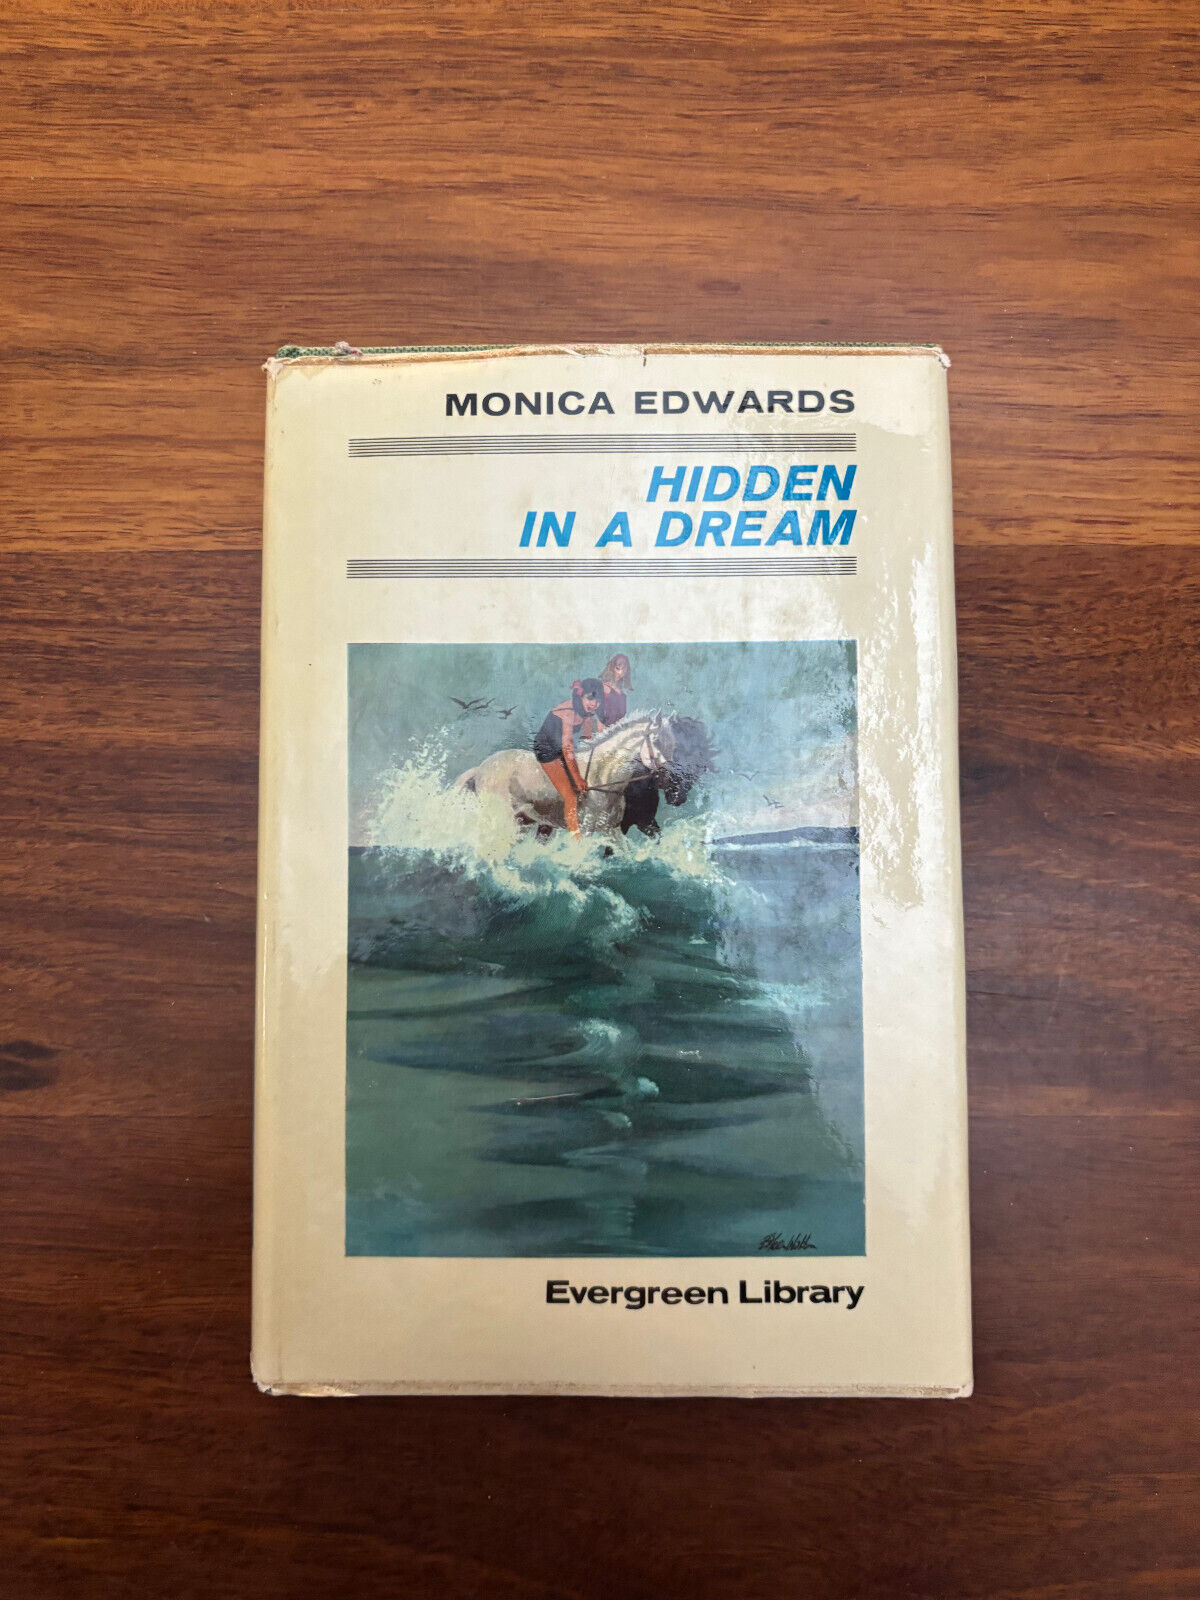 MONICA EDWARDS
HIDDEN
IN A DREAM
Evergreen Library